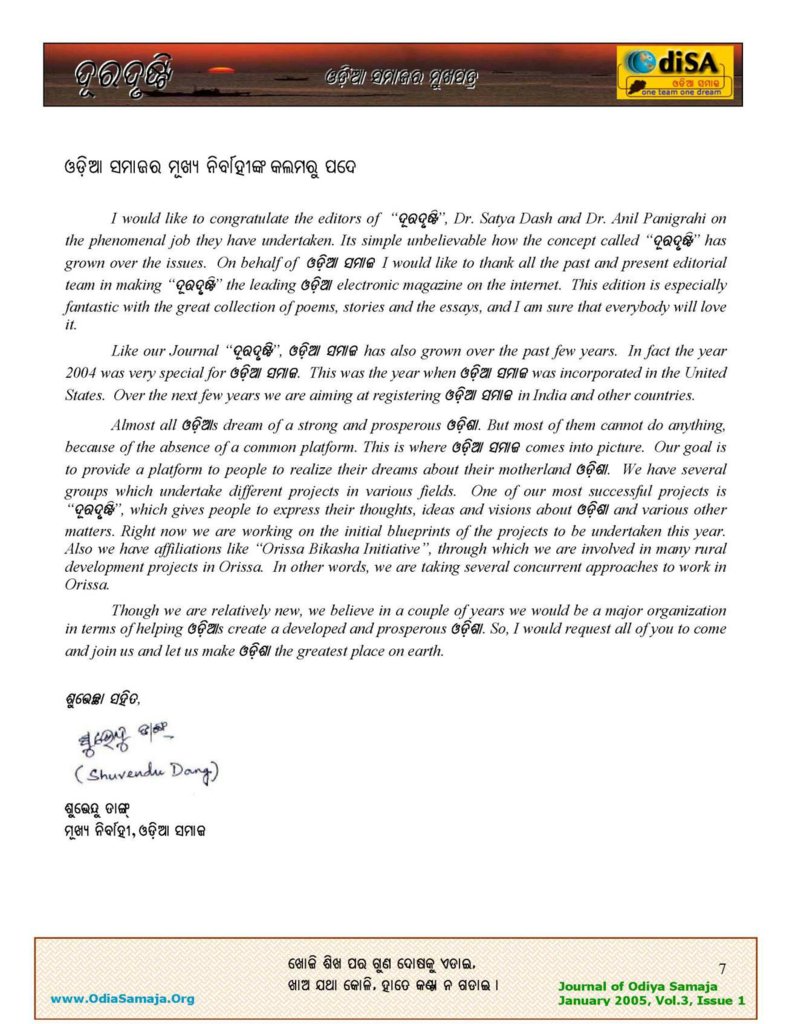 ଦୂରଦୃଷ୍ଟି
ଓଡ଼ିଆ ସମାଜର ମୁଖପତ୍ର
OdiSA
ଓଡ଼ିଆ ସମାଜ
one team one dream
ଓଡ଼ିଆ ସମାଜର ମୂଖ୍ୟ ନିର୍ବାହୀଙ୍କ କଲମରୁ ପଦେ
I would like to congratulate the editors of “ଦୂରଦୃଷ୍ଟି”, Dr. Satya Dash and Dr. Anil Panigrahi on
the phenomenal job they have undertaken. Its simple unbelievable how the concept called “ଦୂରଦୃଷ୍ଟି” has
grown over the issues. On behalf of ଓଡ଼ିଆ ସମାଜ I would like to thank all the past and present editorial
team in making “ଦୂରଦୃଷ୍ଟି” the leading ଓଡ଼ିଆ electronic magazine on the internet. This edition is especially
fantastic with the great collection of poems, stories and the essays, and I am sure that everybody will love
it.
Like our Journal “ଦୂରଦୃଷ୍ଟି”, ଓଡ଼ିଆ ସମାଜ has also grown over the past few years. In fact the year
2004 was very special for ଓଡ଼ିଆ ସମାଜ. This was the year when ଓଡ଼ିଆ ସମାଜ was incorporated in the United
States. Over the next few years we are aiming at registering ଓଡ଼ିଆ ସମାଜ in India and other countries.
Almost all ଓଡ଼ିଆs dream of a strong and prosperous ଓଡ଼ିଶା. But most of them cannot do anything,
because of the absence of a common platform. This is where ଓଡ଼ିଆ ସମାଜ comes into picture. Our goal is
to provide a platform to people to realize their dreams about their motherland ଓଡ଼ିଶା. We have several
groups which undertake different projects in various fields. One of our most successful projects is
“ଦୂରଦୃଷ୍ଟି”, which gives people to express their thoughts, ideas and visions about ଓଡ଼ିଶା and various other
matters. Right now we are working on the initial blueprints of the projects to be undertaken this year.
Also we have affiliations like “Orissa Bikasha Initiative”, through which we are involved in many rural
development projects in Orissa. In other words, we are taking several concurrent approaches to work in
Orissa.
Though we are relatively new, we believe in a couple of years we would be a major organization
in terms of helping ଓଡ଼ିଆs create a developed and prosperous ଓଡ଼ିଶା. So, I would request all of you to come
and join us and let us make ଓଡ଼ିଶା the greatest place on earth.
ଶୁଭେଚ୍ଛା ସହିତ,
ଶୁଭେନ୍ଦୁ ଡାଙ୍ଗ
(Shuvendu Dang)
ଶୁଭେନ୍ଦୁ ଡାଙ୍ଗ୍
ମୂଖ୍ୟ ନିର୍ବାହୀ, ଓଡ଼ିଆ ସମାଜ
ଖୋଜି ଶିଖ ପର ଗୁଣ ଦୋଷକୁ ଏଡାଇ,
ଖାଅ ଯଥା କୋଳି, ହାତେ କଣ୍ଟା ନ ଗଡାଇ।
7
www.OdiaSamaja.Org
Journal of Odiya Samaja
January 2005, Vol.3, Issue 1